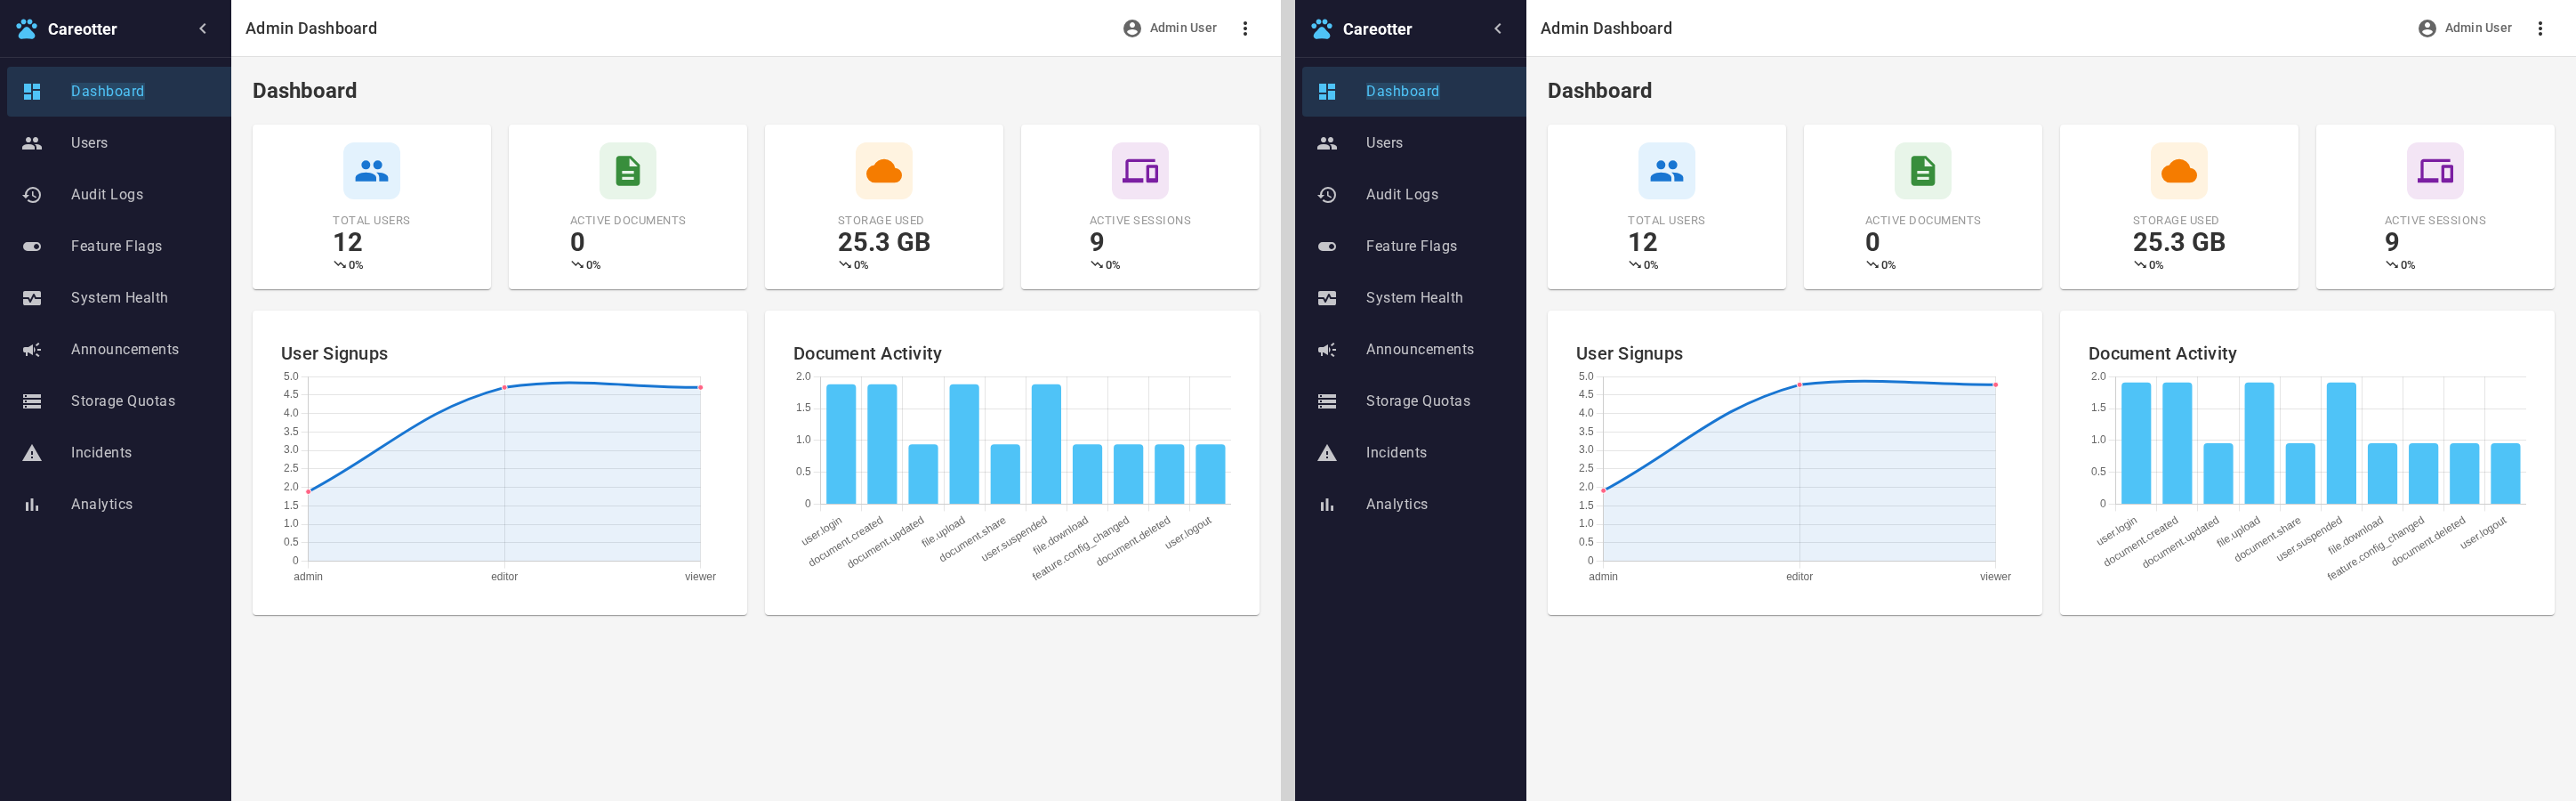 Careotter
Admin Dashboard
Admin User
Dashboard
Users
Audit Logs
Feature Flags
System Health
Announcements
Storage Quotas
Incidents
Analytics
Dashboard
TOTAL USERS
12
0%
ACTIVE DOCUMENTS
0
0%
STORAGE USED
25.3 GB
0%
ACTIVE SESSIONS
9
0%
User Signups
5.0
4.5
4.0
3.5
3.0
2.5
2.0
1.5
1.0
0.5
0
admin editor viewer
Document Activity
2.0
1.5
1.0
0.5
0
user.login
document.created
document.updated
file.upload
document.share
user.suspended
file.download
feature.config_changed
document.deleted
user.logout
Careotter
Admin Dashboard
Admin User
Dashboard
Users
Audit Logs
Feature Flags
System Health
Announcements
Storage Quotas
Incidents
Analytics
Dashboard
TOTAL USERS
12
0%
ACTIVE DOCUMENTS
0
0%
STORAGE USED
25.3 GB
0%
ACTIVE SESSIONS
9
0%
User Signups
5.0
4.5
4.0
3.5
3.0
2.5
2.0
1.5
1.0
0.5
0
admin editor viewer
Document Activity
2.0
1.5
1.0
0.5
0
user.login
document.created
document.updated
file.upload
document.share
user.suspended
file.download
feature.config_changed
document.deleted
user.logout